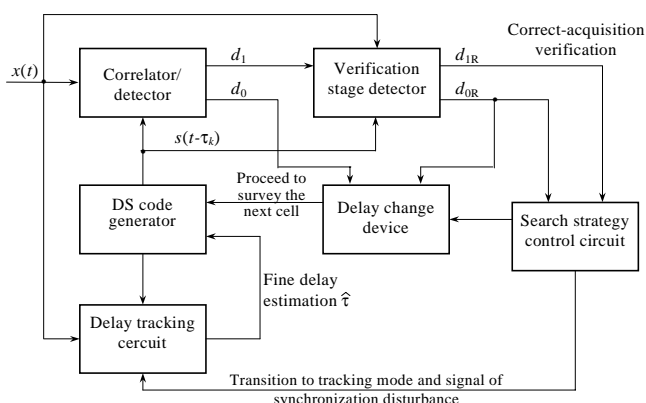 Correct-acquisition
verification
x(t)
Correlator/
detector
d1
d0
Verification
stage detector
d1R
d0R
s(t-τk)
DS code
generator
Proceed to
survey the
next cell
Delay change
device
Search strategy
control circuit
Fine delay
estimation τ̂
Delay tracking
cercuit
Transition to tracking mode and signal of
synchronization disturbance